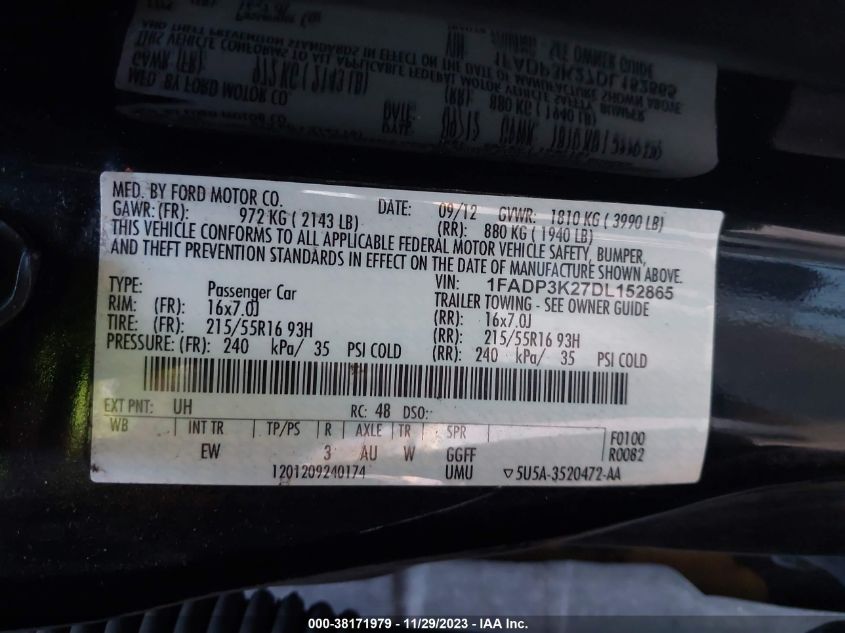 MFD. BY FORD MOTOR CO. DATE: 09/12 GVWR: 1810 KG ( 3990 LB)
GAWR: (FR): 972 KG ( 2143 LB) (RR): 880 KG ( 1940 LB)
THIS VEHICLE CONFORMS TO ALL APPLICABLE FEDERAL MOTOR VEHICLE SAFETY, BUMPER,
AND THEFT PREVENTION STANDARDS IN EFFECT ON THE DATE OF MANUFACTURE SHOWN ABOVE.
VIN: 1FADP3K27DL152865
TYPE: Passenger Car TRAILER TOWING - SEE OWNER GUIDE
RIM: (FR): 16x7.0J (RR): 16x7.0J
TIRE: (FR): 215/55R16 93H (RR): 215/55R16 93H
PRESSURE: (FR): 240 kPa/ 35 PSI COLD (RR): 240 kPa/ 35 PSI COLD
EXT PNT: UH RC: 48 DSO:
WB INT TR TP/PS R AXLE TR SPR F0100
EW 3 AU W GGFF R0082
1201209240174 UMU ▽5U5A-3520472-AA
000-38171979 - 11/29/2023 - IAA Inc.